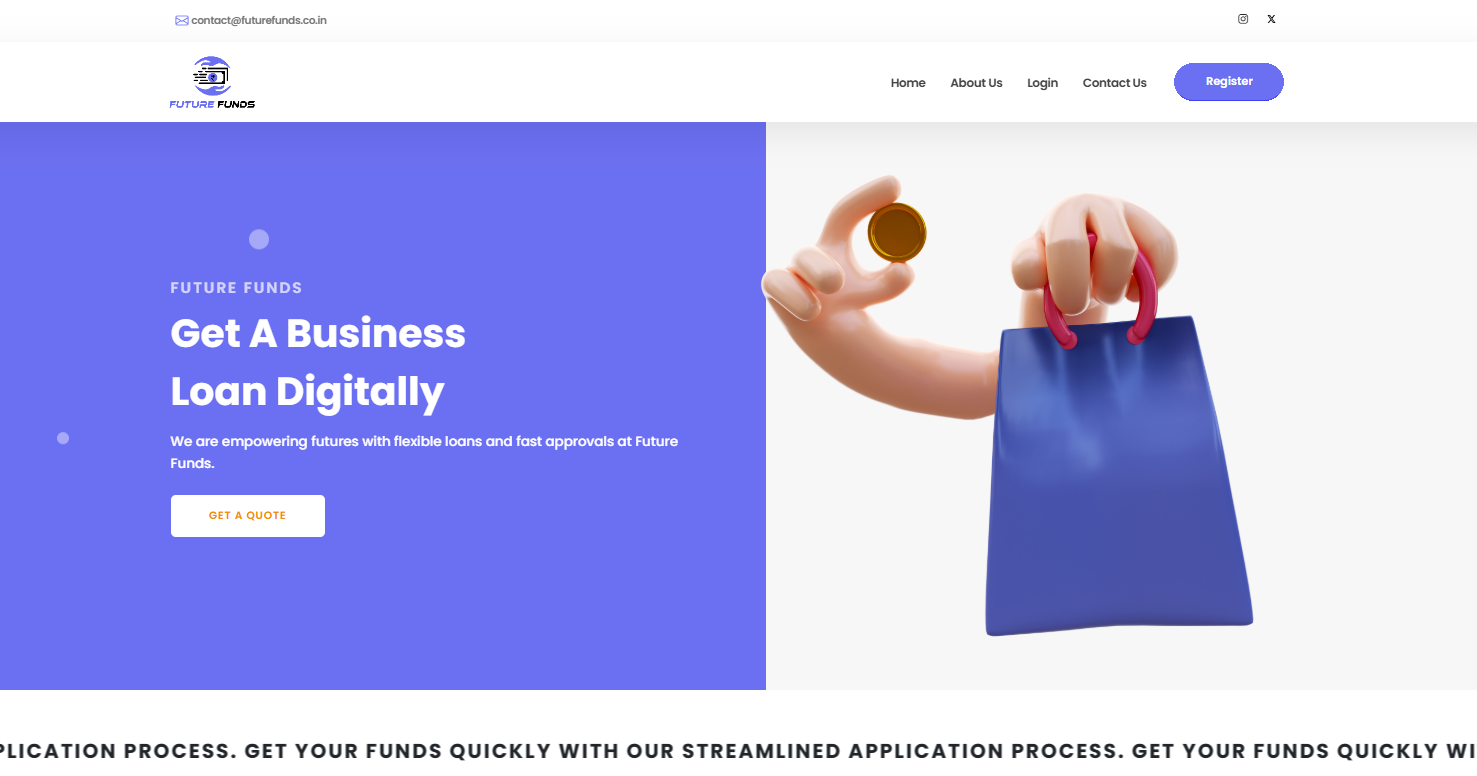 contact@futurefunds.co.in
FUTURE FUNDS
Home About Us Login Contact Us Register
FUTURE FUNDS
Get A Business
Loan Digitally
We are empowering futures with flexible loans and fast approvals at Future
Funds.
GET A QUOTE
PLICATION PROCESS. GET YOUR FUNDS QUICKLY WITH OUR STREAMLINED APPLICATION PROCESS. GET YOUR FUNDS QUICKLY WI